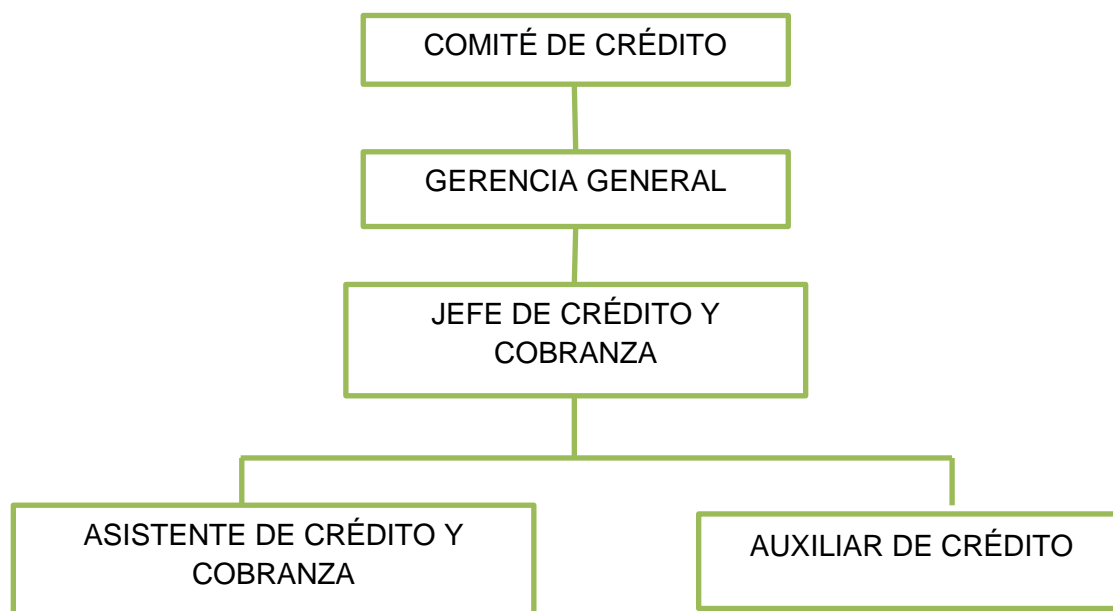 COMITÉ DE CRÉDITO
GERENCIA GENERAL
JEFE DE CRÉDITO Y
COBRANZA
ASISTENTE DE CRÉDITO Y
COBRANZA
AUXILIAR DE CRÉDITO